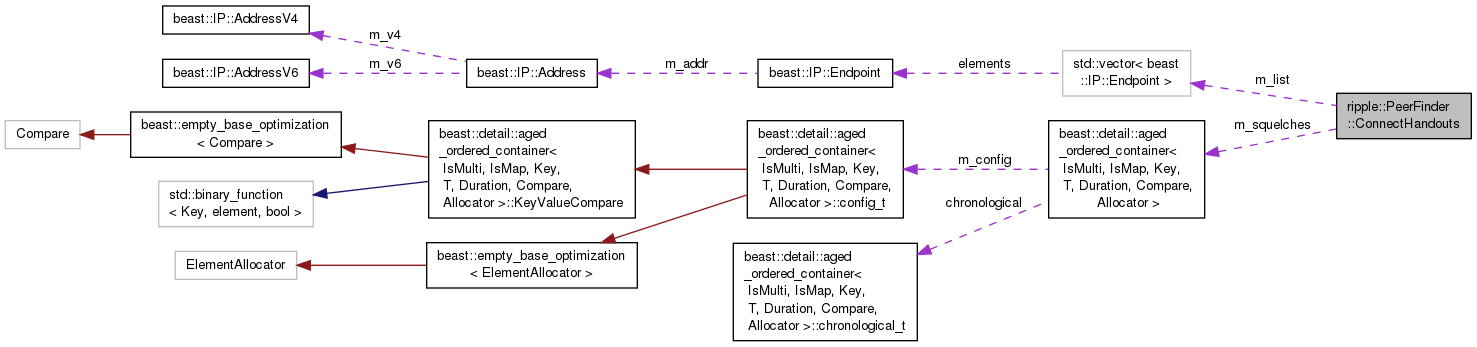 beast::IP::AddressV4
m_v4
beast::IP::AddressV6
m_v6
beast::IP::Address
m_addr
beast::IP::Endpoint
elements
std::vector< beast
::IP::Endpoint >
m_list
ripple::PeerFinder
::ConnectHandouts
m_squelches
Compare
beast::empty_base_optimization
< Compare >
beast::detail::aged
_ordered_container<
IsMulti, IsMap, Key,
T, Duration, Compare,
Allocator >::KeyValueCompare
std::binary_function
< Key, element, bool >
beast::detail::aged
_ordered_container<
IsMulti, IsMap, Key,
T, Duration, Compare,
Allocator >::config_t
m_config
beast::detail::aged
_ordered_container<
IsMulti, IsMap, Key,
T, Duration, Compare,
Allocator >
chronological
ElementAllocator
beast::empty_base_optimization
< ElementAllocator >
beast::detail::aged
_ordered_container<
IsMulti, IsMap, Key,
T, Duration, Compare,
Allocator >::chronological_t